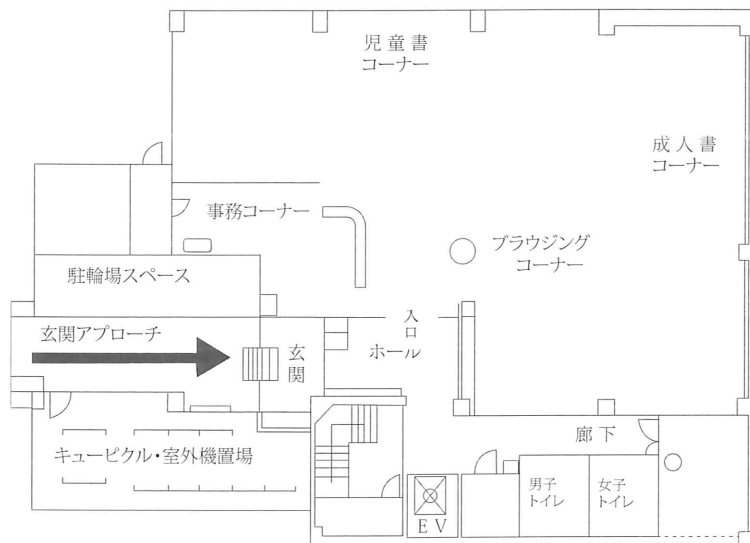 児童書
コーナー
成人書
コーナー
事務コーナー
ブラウジング
コーナー
駐輪場スペース
入口
玄関アプローチ
玄関
ホール
廊下
キュービクル・室外機置場
男子
トイレ
女子
トイレ
EV